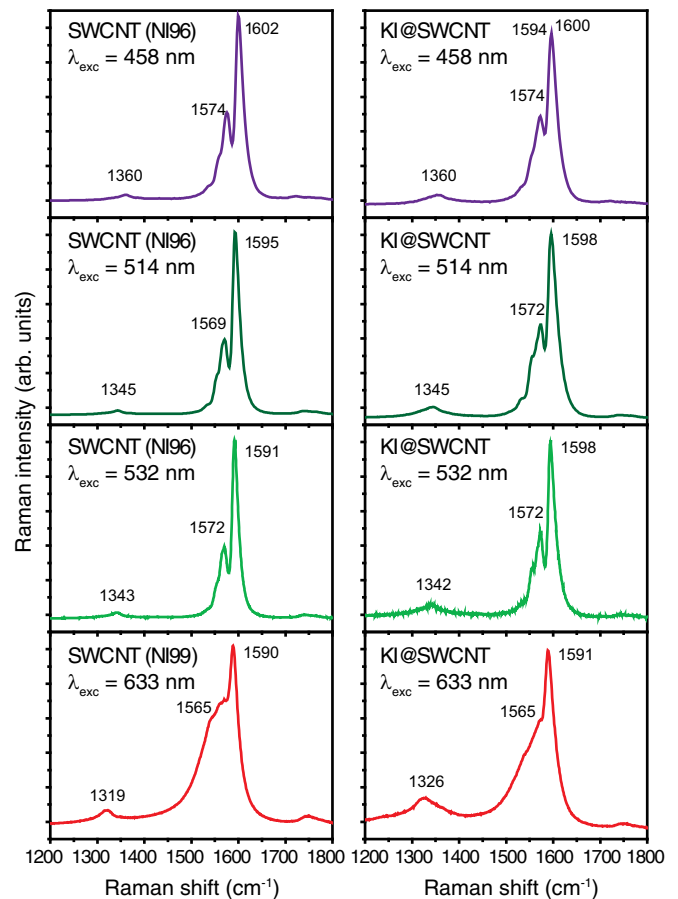 SWCNT (NI96)
λexc = 458 nm
1602
1574
1360
KI@SWCNT
λexc = 458 nm
1594
1600
1574
1360
SWCNT (NI96)
λexc = 514 nm
1595
1569
1345
KI@SWCNT
λexc = 514 nm
1598
1572
1345
SWCNT (NI96)
λexc = 532 nm
1591
1572
1343
KI@SWCNT
λexc = 532 nm
1598
1572
1342
SWCNT (NI99)
λexc = 633 nm
1590
1565
1319
KI@SWCNT
λexc = 633 nm
1591
1565
1326
Raman intensity (arb. units)
1200 1300 1400 1500 1600 1700 1800
1200 1300 1400 1500 1600 1700 1800
Raman shift (cm⁻¹)
Raman shift (cm⁻¹)